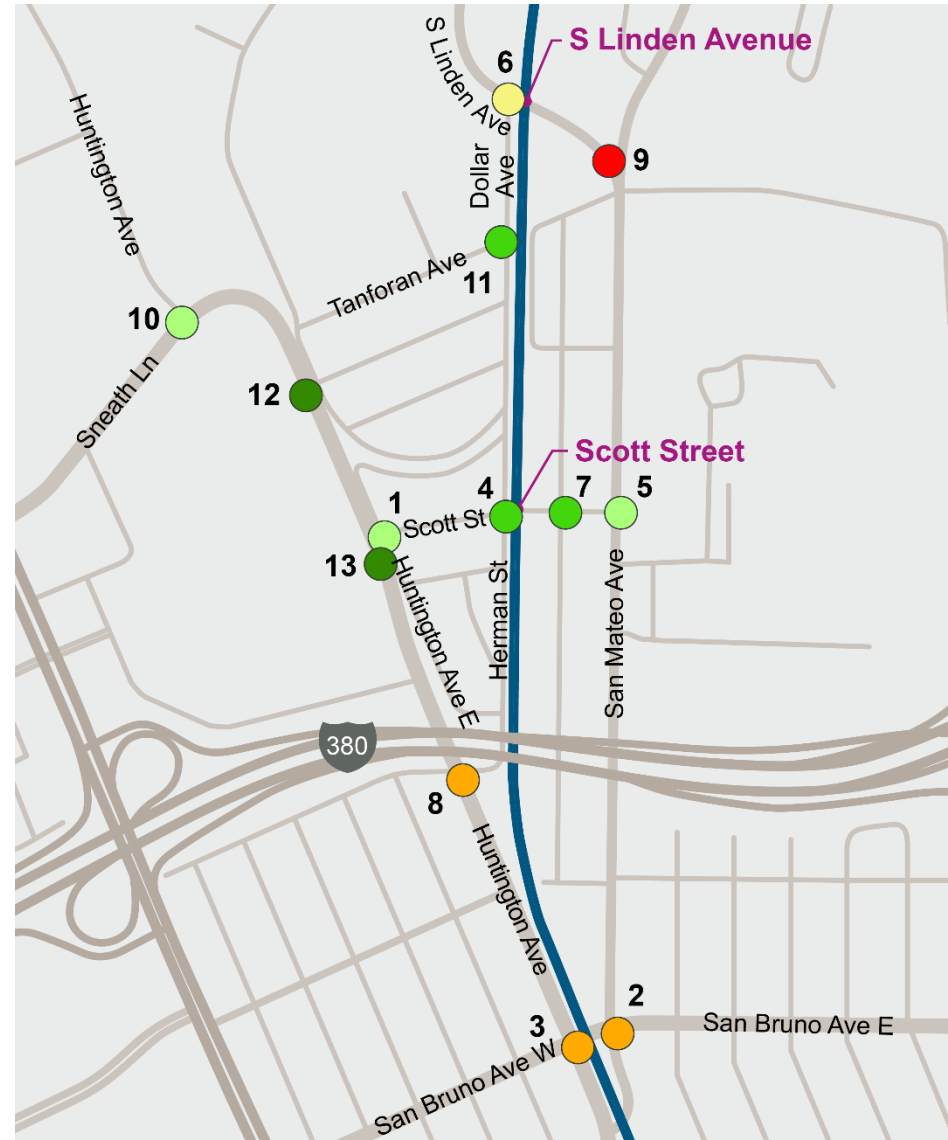 S Linden Avenue
6
S Linden Ave
9
Dollar
Ave
Huntington Ave
Tanforan Ave
11
10
Sneath Ln
12
Scott Street
4
7
5
1
Scott St
13
Huntington Ave E
Herman St
San Mateo Ave
380
8
Huntington Ave
2
San Bruno Ave E
3
San Bruno Ave W